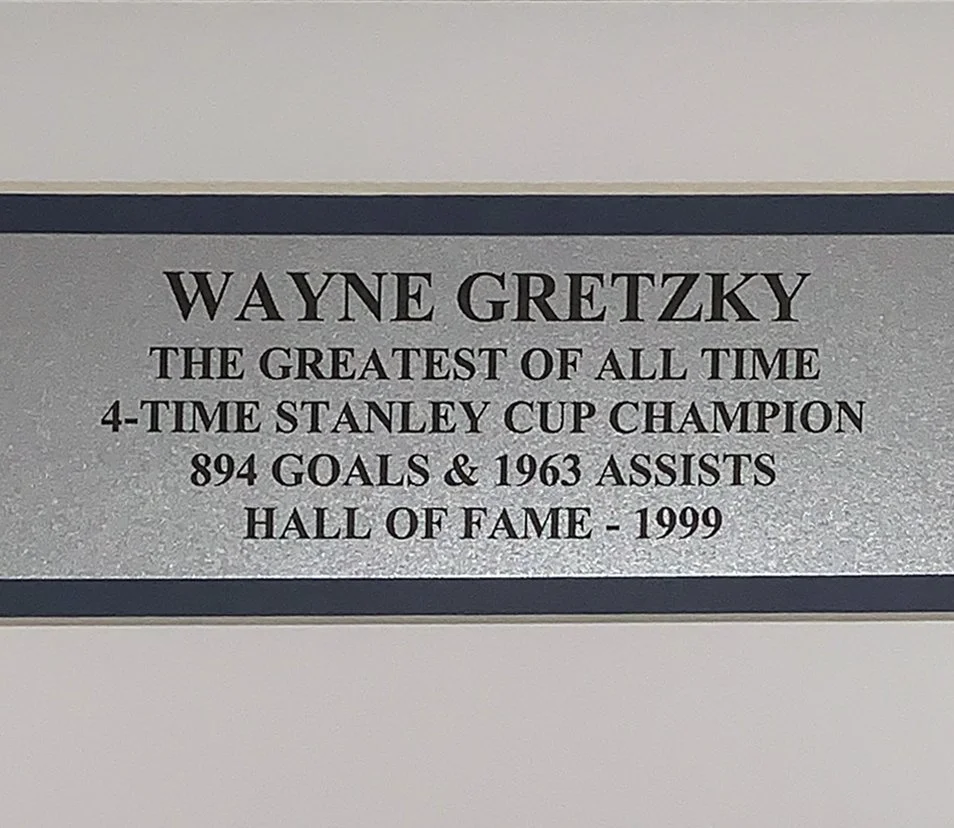 WAYNE GRETZKY
THE GREATEST OF ALL TIME
4-TIME STANLEY CUP CHAMPION
894 GOALS & 1963 ASSISTS
HALL OF FAME - 1999